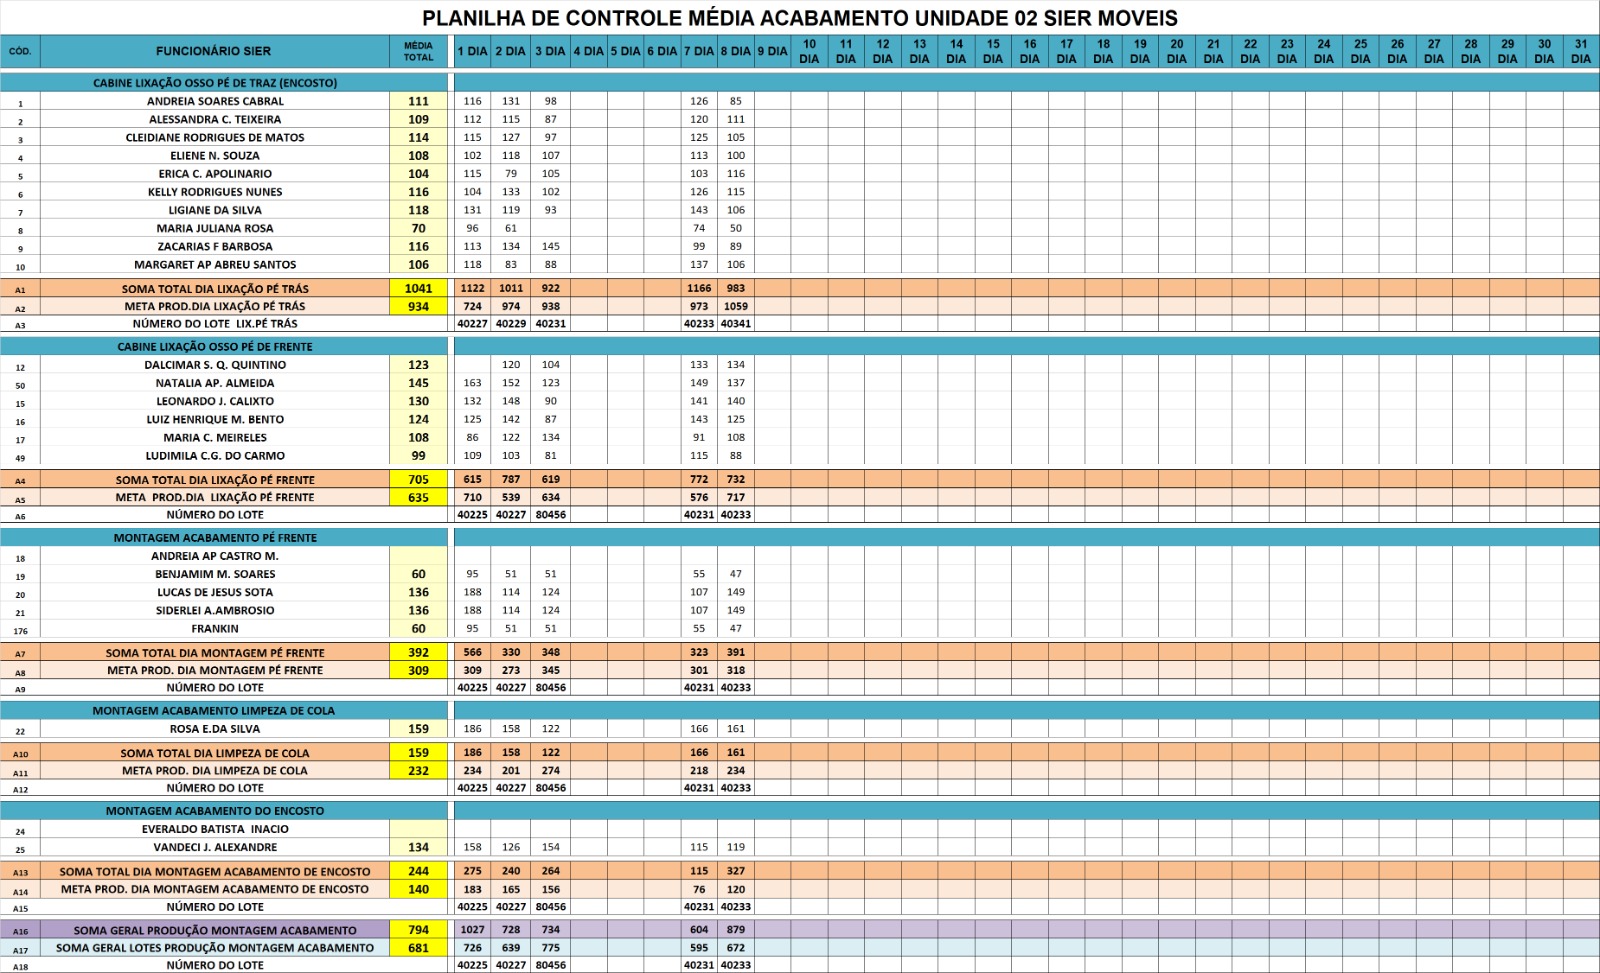 PLANILHA DE CONTROLE MÉDIA ACABAMENTO UNIDADE 02 SIER MOVEIS
CÓD. FUNCIONÁRIO SIER MÉDIA TOTAL 1 DIA 2 DIA 3 DIA 4 DIA 5 DIA 6 DIA 7 DIA 8 DIA 9 DIA 10 DIA 11 DIA 12 DIA 13 DIA 14 DIA 15 DIA 16 DIA 17 DIA 18 DIA 19 DIA 20 DIA 21 DIA 22 DIA 23 DIA 24 DIA 25 DIA 26 DIA 27 DIA 28 DIA 29 DIA 30 DIA 31 DIA
CABINE LIXAÇÃO OSSO PÉ DE TRAZ (ENCOSTO)
1 ANDREIA SOARES CABRAL 111 116 131 98 126 85
2 ALESSANDRA C. TEIXEIRA 109 112 115 87 120 111
3 CLEIDIANE RODRIGUES DE MATOS 114 115 127 97 125 105
4 ELIENE N. SOUZA 108 102 118 107 113 100
5 ERICA C. APOLINARIO 104 115 79 105 103 116
6 KELLY RODRIGUES NUNES 116 104 133 102 126 115
7 LIGIANE DA SILVA 118 131 119 93 143 106
8 MARIA JULIANA ROSA 70 96 61 74 50
9 ZACARIAS F BARBOSA 116 113 134 145 99 89
10 MARGARET AP ABREU SANTOS 106 118 83 88 137 106
A1 SOMA TOTAL DIA LIXAÇÃO PÉ TRÁS 1041 1122 1011 922 1166 983
A2 META PROD.DIA LIXAÇÃO PÉ TRÁS 934 724 974 938 973 1059
A3 NÚMERO DO LOTE LIX.PÉ TRÁS 40227 40229 40231 40233 40341
CABINE LIXAÇÃO OSSO PÉ DE FRENTE
12 DALCIMAR S. Q. QUINTINO 123 120 104 133 134
50 NATALIA AP. ALMEIDA 145 163 152 123 149 137
15 LEONARDO J. CALIXTO 130 132 148 90 141 140
16 LUIZ HENRIQUE M. BENTO 124 125 142 87 143 125
17 MARIA C. MEIRELES 108 86 122 134 91 108
49 LUDIMILA C.G. DO CARMO 99 109 103 81 115 88
A4 SOMA TOTAL DIA LIXAÇÃO PÉ FRENTE 705 615 787 619 772 732
A5 META PROD.DIA LIXAÇÃO PÉ FRENTE 635 710 539 634 576 717
A6 NÚMERO DO LOTE 40225 40227 80456 40231 40233
MONTAGEM ACABAMENTO PÉ FRENTE
18 ANDREIA AP CASTRO M.
19 BENJAMIM M. SOARES 60 95 51 51 55 47
20 LUCAS DE JESUS SOTA 136 188 114 124 107 149
21 SIDERLEI A.AMBROSIO 136 188 114 124 107 149
176 FRANKIN 60 95 51 51 55 47
A7 SOMA TOTAL DIA MONTAGEM PÉ FRENTE 392 566 330 348 323 391
A8 META PROD. DIA MONTAGEM PÉ FRENTE 309 309 273 345 301 318
A9 NÚMERO DO LOTE 40225 40227 80456 40231 40233
MONTAGEM ACABAMENTO LIMPEZA DE COLA
22 ROSA E.DA SILVA 159 186 158 122 166 161
A10 SOMA TOTAL DIA LIMPEZA DE COLA 159 186 158 122 166 161
A11 META PROD. DIA LIMPEZA DE COLA 232 234 201 274 218 234
A12 NÚMERO DO LOTE 40225 40227 80456 40231 40233
MONTAGEM ACABAMENTO DO ENCOSTO
24 EVERALDO BATISTA INACIO
25 VANDECI J. ALEXANDRE 134 158 126 154 115 119
A13 SOMA TOTAL DIA MONTAGEM ACABAMENTO DE ENCOSTO 244 275 240 264 115 327
A14 META PROD. DIA MONTAGEM ACABAMENTO DE ENCOSTO 140 183 165 156 76 120
A15 NÚMERO DO LOTE 40225 40227 80456 40231 40233
A16 SOMA GERAL PRODUÇÃO MONTAGEM ACABAMENTO 794 1027 728 734 604 879
A17 SOMA GERAL LOTES PRODUÇÃO MONTAGEM ACABAMENTO 681 726 639 775 595 672
A18 NÚMERO DO LOTE 40225 40227 80456 40231 40233